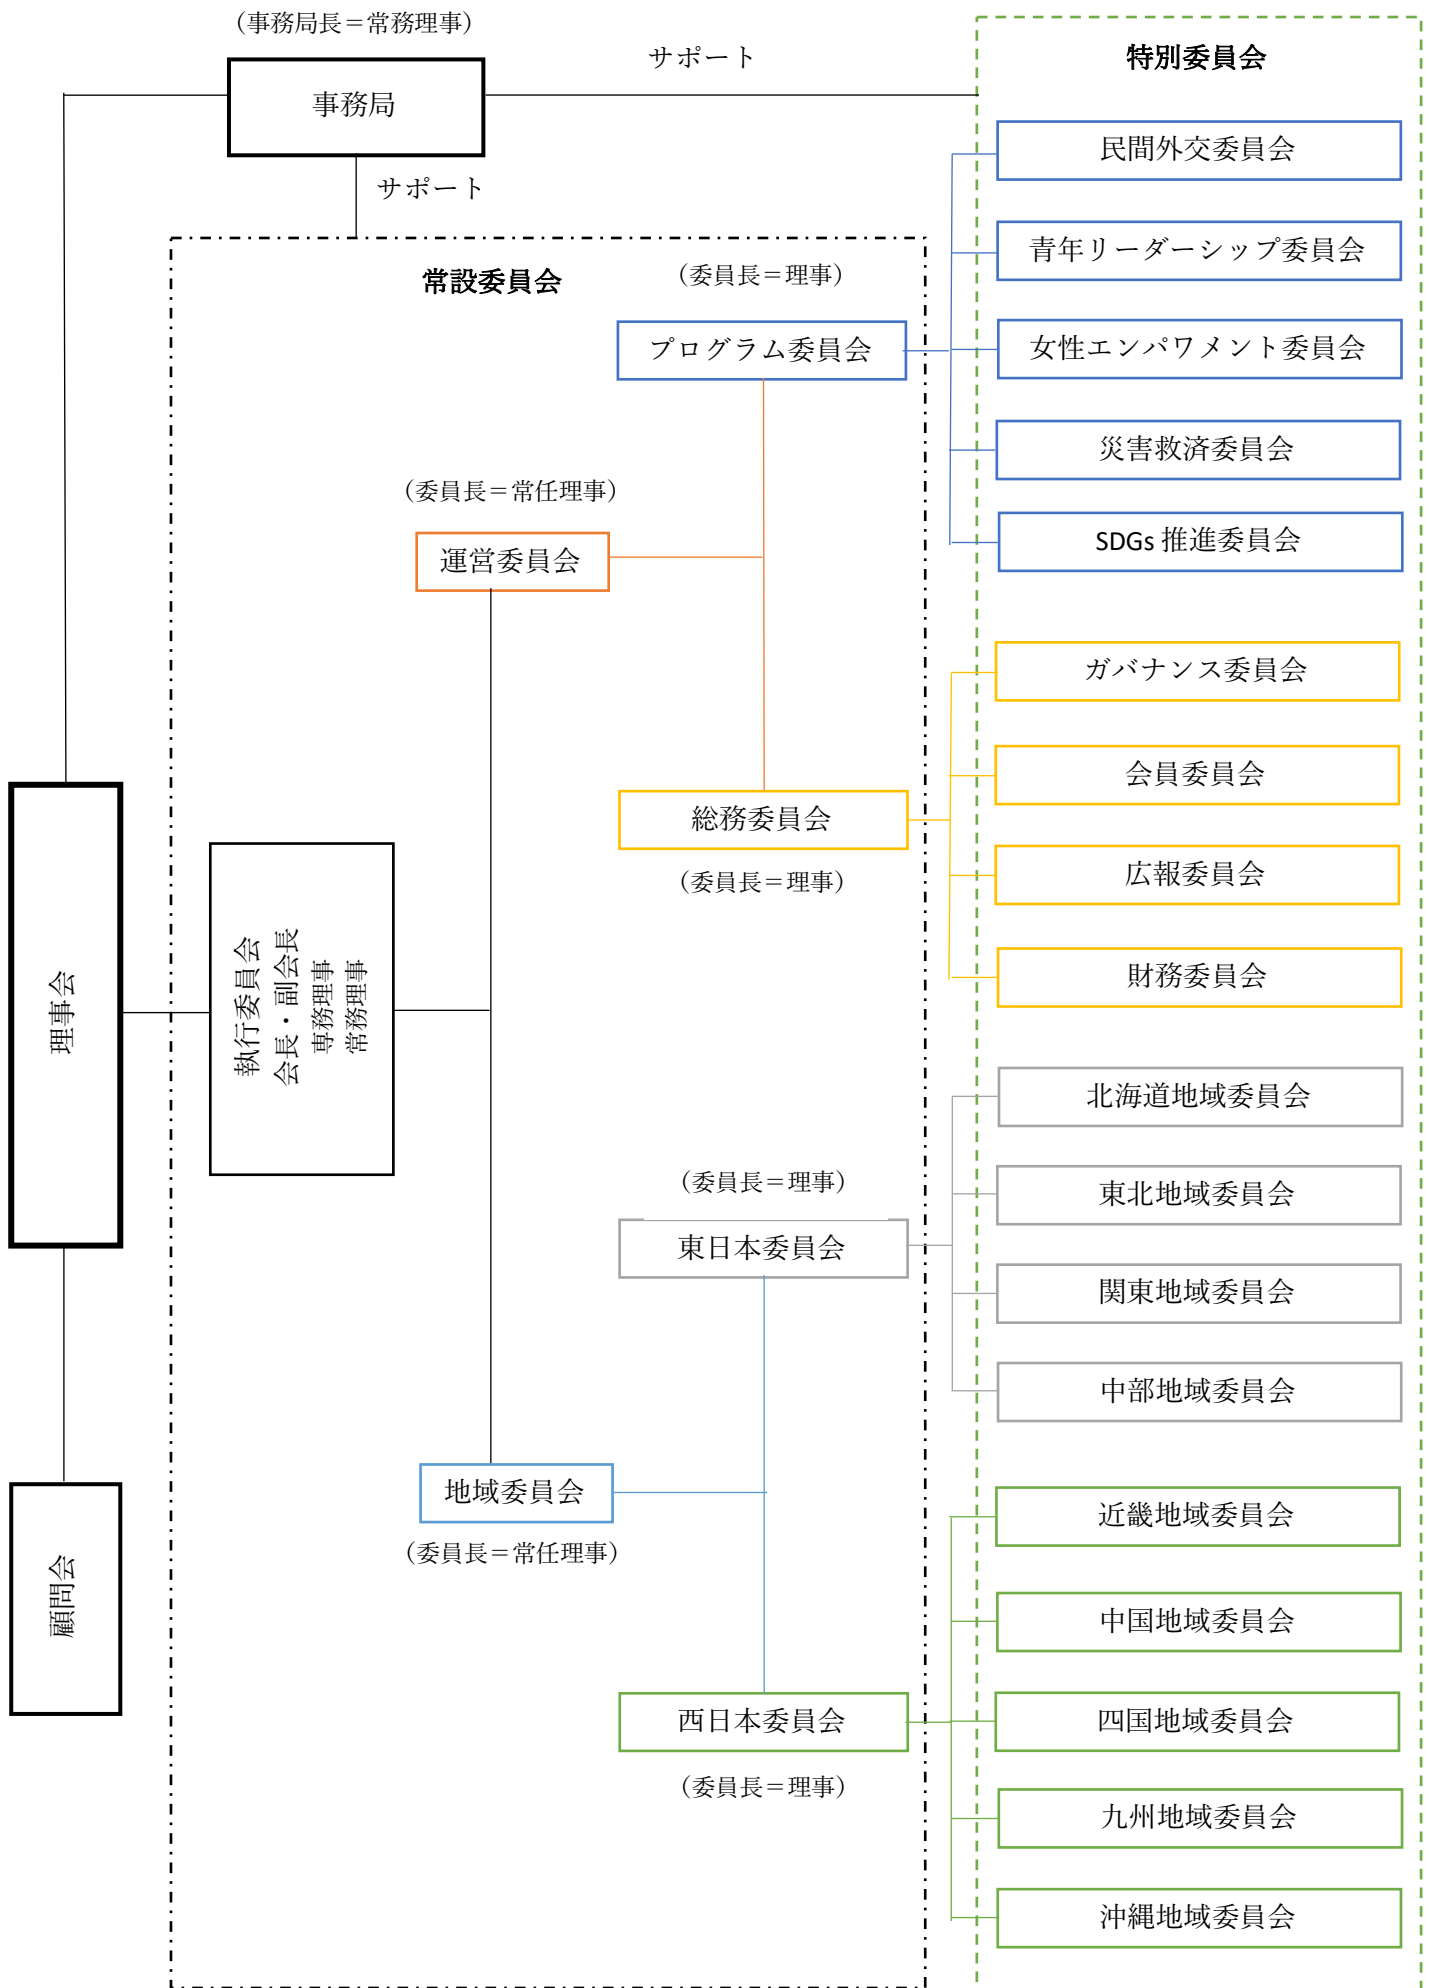 （事務局長＝常務理事）
事務局
サポート
サポート
特別委員会
民間外交委員会
青年リーダーシップ委員会
女性エンパワメント委員会
災害救済委員会
SDGs 推進委員会
ガバナンス委員会
会員委員会
広報委員会
財務委員会
北海道地域委員会
東北地域委員会
関東地域委員会
中部地域委員会
近畿地域委員会
中国地域委員会
四国地域委員会
九州地域委員会
沖縄地域委員会
常設委員会
（委員長＝理事）
プログラム委員会
（委員長＝常任理事）
運営委員会
総務委員会
（委員長＝理事）
（委員長＝理事）
東日本委員会
地域委員会
（委員長＝常任理事）
西日本委員会
（委員長＝理事）
執行委員会
会長・副会長
専務理事
常務理事
理事会
顧問会